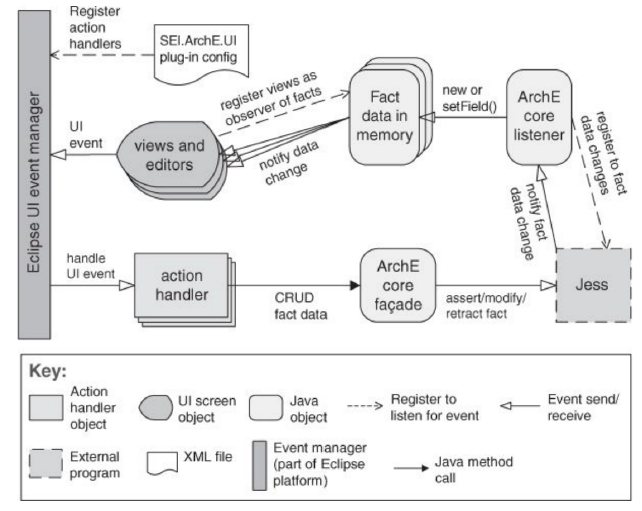 Register
action
handlers
SEI.ArchE.UI
plug-in config
register views as
observer of facts
Fact
data in
memory
new or
setField()
ArchE
core
listener
register to fact
data changes
Eclipse UI event manager
UI
event
views and
editors
notify data
change
notify fact
data change
handle
UI event
action
handler
CRUD
fact data
ArchE
core
façade
assert/modify/
retract fact
Jess
Key:
Action
handler
object
UI screen
object
Java
object
Register to
listen for event
Event send/
receive
External
program
XML file
Event manager
(part of Eclipse
platform)
Java method
call